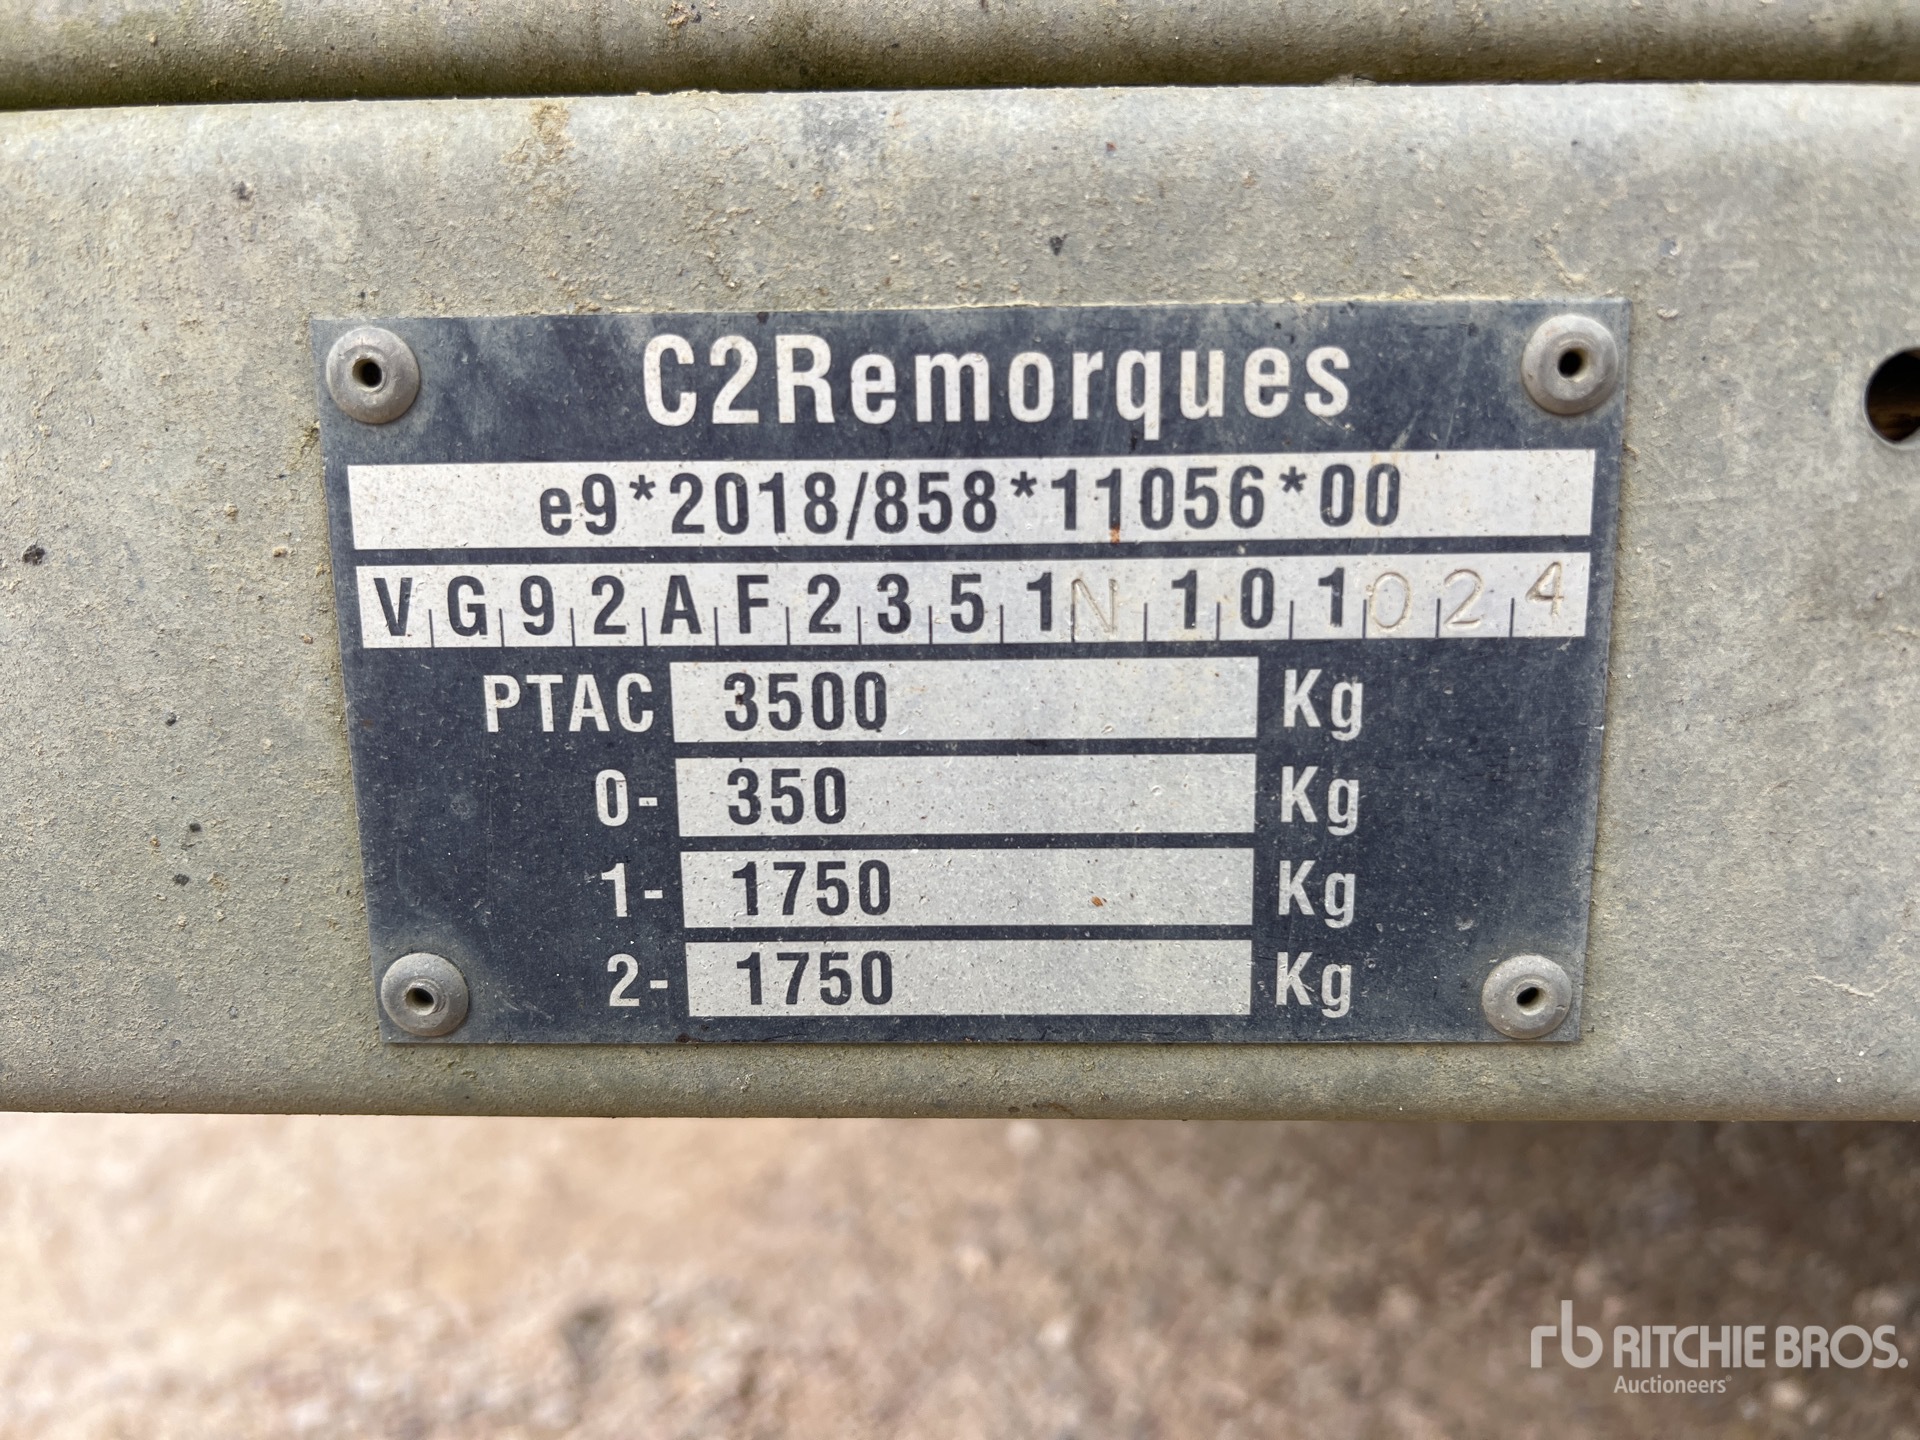 C2Remorques
e9*2018/858*11056*00
VG92AF2351N101024
PTAC 3500 Kg
0- 350 Kg
1- 1750 Kg
2- 1750 Kg
rb RITCHIE BROS.
Auctioneers